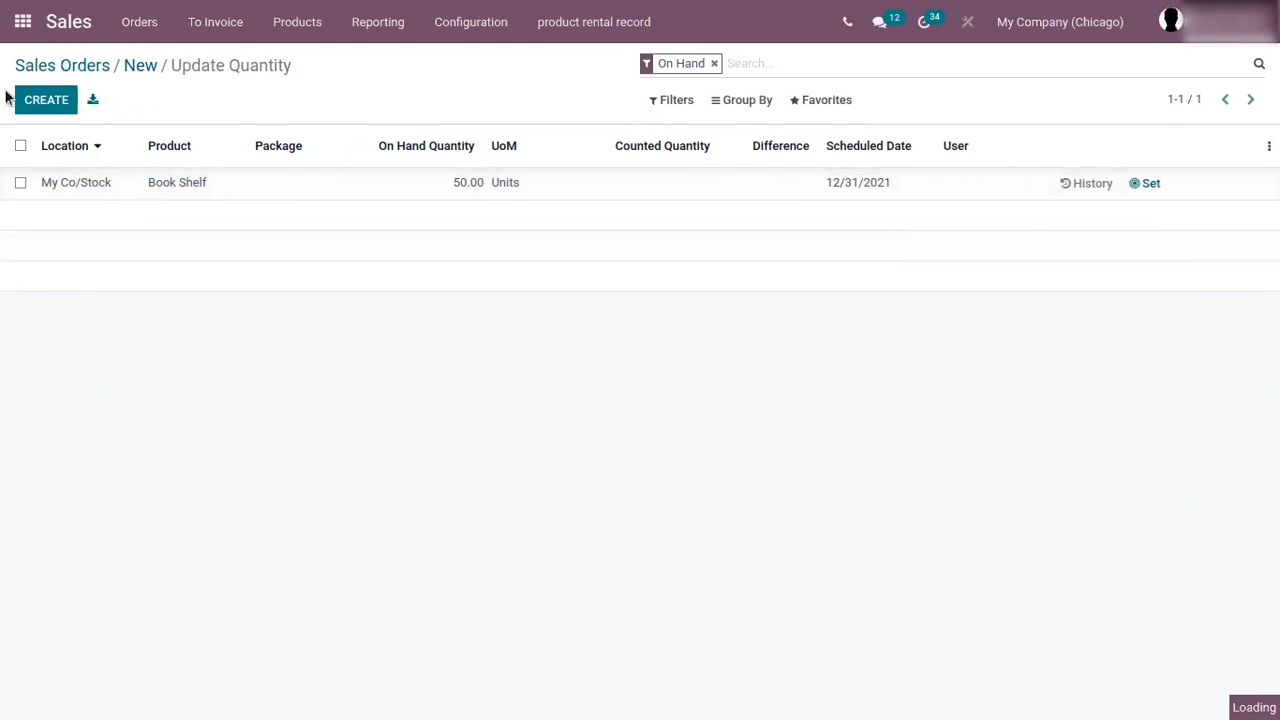 Sales Orders To Invoice Products Reporting Configuration product rental record 12 34 My Company (Chicago)
Sales Orders / New / Update Quantity On Hand × Search...
CREATE Filters Group By Favorites 1-1 / 1
Location Product Package On Hand Quantity UoM Counted Quantity Difference Scheduled Date User
My Co/Stock Book Shelf 50.00 Units 12/31/2021 History Set
Loading